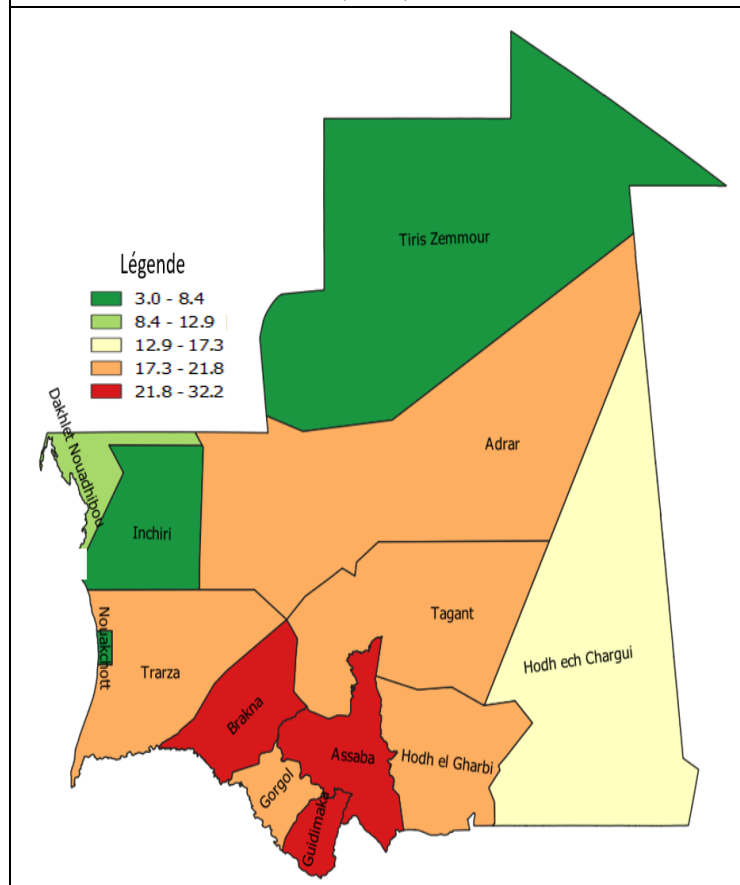 Tiris Zemmour
Légende
3.0 - 8.4
8.4 - 12.9
12.9 - 17.3
17.3 - 21.8
21.8 - 32.2
Dakhlet Nouadhibou
Adrar
Inchiri
Nouakchott
Tagant
Trarza
Hodh ech Chargui
Brakna
Assaba
Hodh el Gharbi
Gorgol
Guidimaka